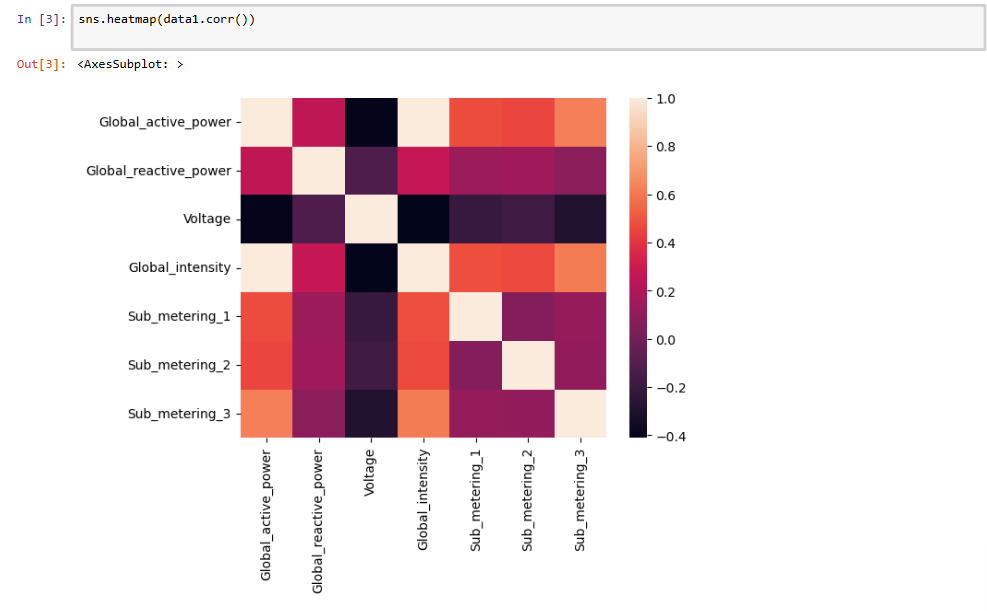 In [3]: sns.heatmap(data1.corr())
Out[3]: <AxesSubplot: >
Global_active_power
Global_reactive_power
Voltage
Global_intensity
Sub_metering_1
Sub_metering_2
Sub_metering_3
Global_active_power
Global_reactive_power
Voltage
Global_intensity
Sub_metering_1
Sub_metering_2
Sub_metering_3
1.0
0.8
0.6
0.4
0.2
0.0
−0.2
−0.4